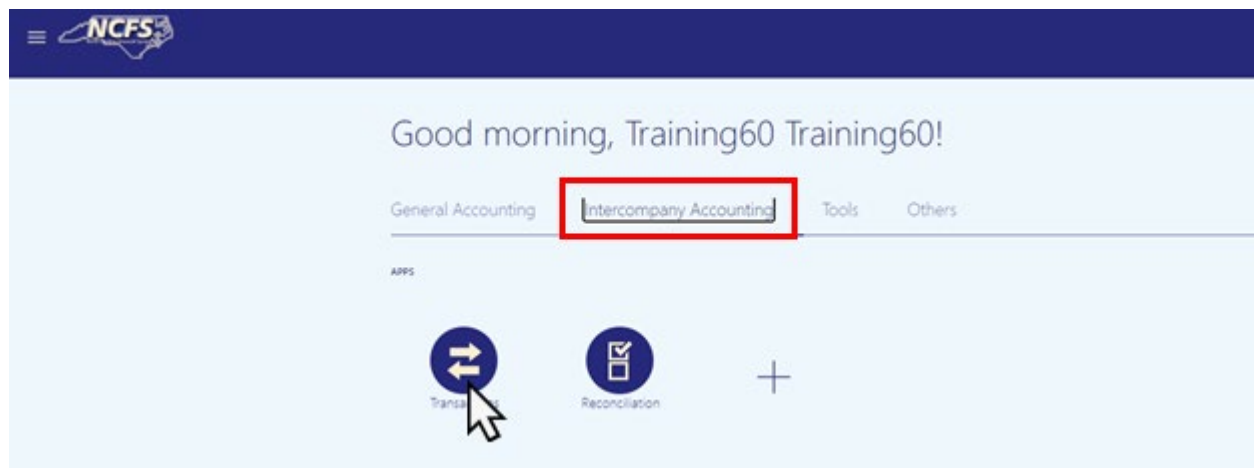 NCFS
Good morning, Training60 Training60!
General Accounting Intercompany Accounting Tools Others
APPS
Reconciliation